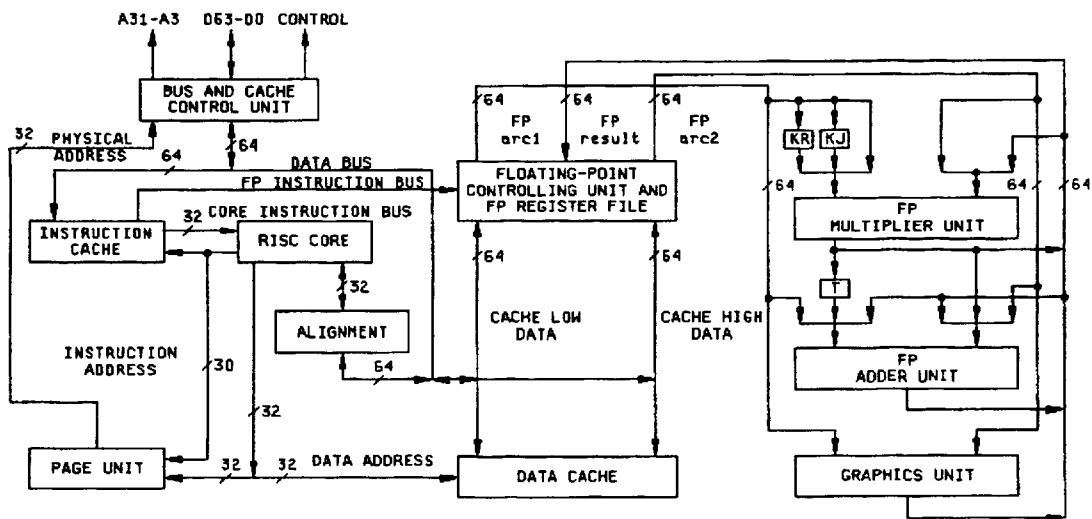 A31-A3 D63-D0 CONTROL
BUS AND CACHE
CONTROL UNIT
32
PHYSICAL
ADDRESS
64
64
DATA BUS
FP INSTRUCTION BUS
32
CORE INSTRUCTION BUS
INSTRUCTION
CACHE
RISC CORE
32
ALIGNMENT
64
INSTRUCTION
ADDRESS
30
32
PAGE UNIT
32
32
DATA ADDRESS
DATA CACHE
64
64
64
FP
arc1
FP
result
FP
arc2
FLOATING-POINT
CONTROLLING UNIT AND
FP REGISTER FILE
64
64
CACHE LOW
DATA
CACHE HIGH
DATA
KR
KJ
64
64
64
FP
MULTIPLIER UNIT
T
FP
ADDER UNIT
GRAPHICS UNIT